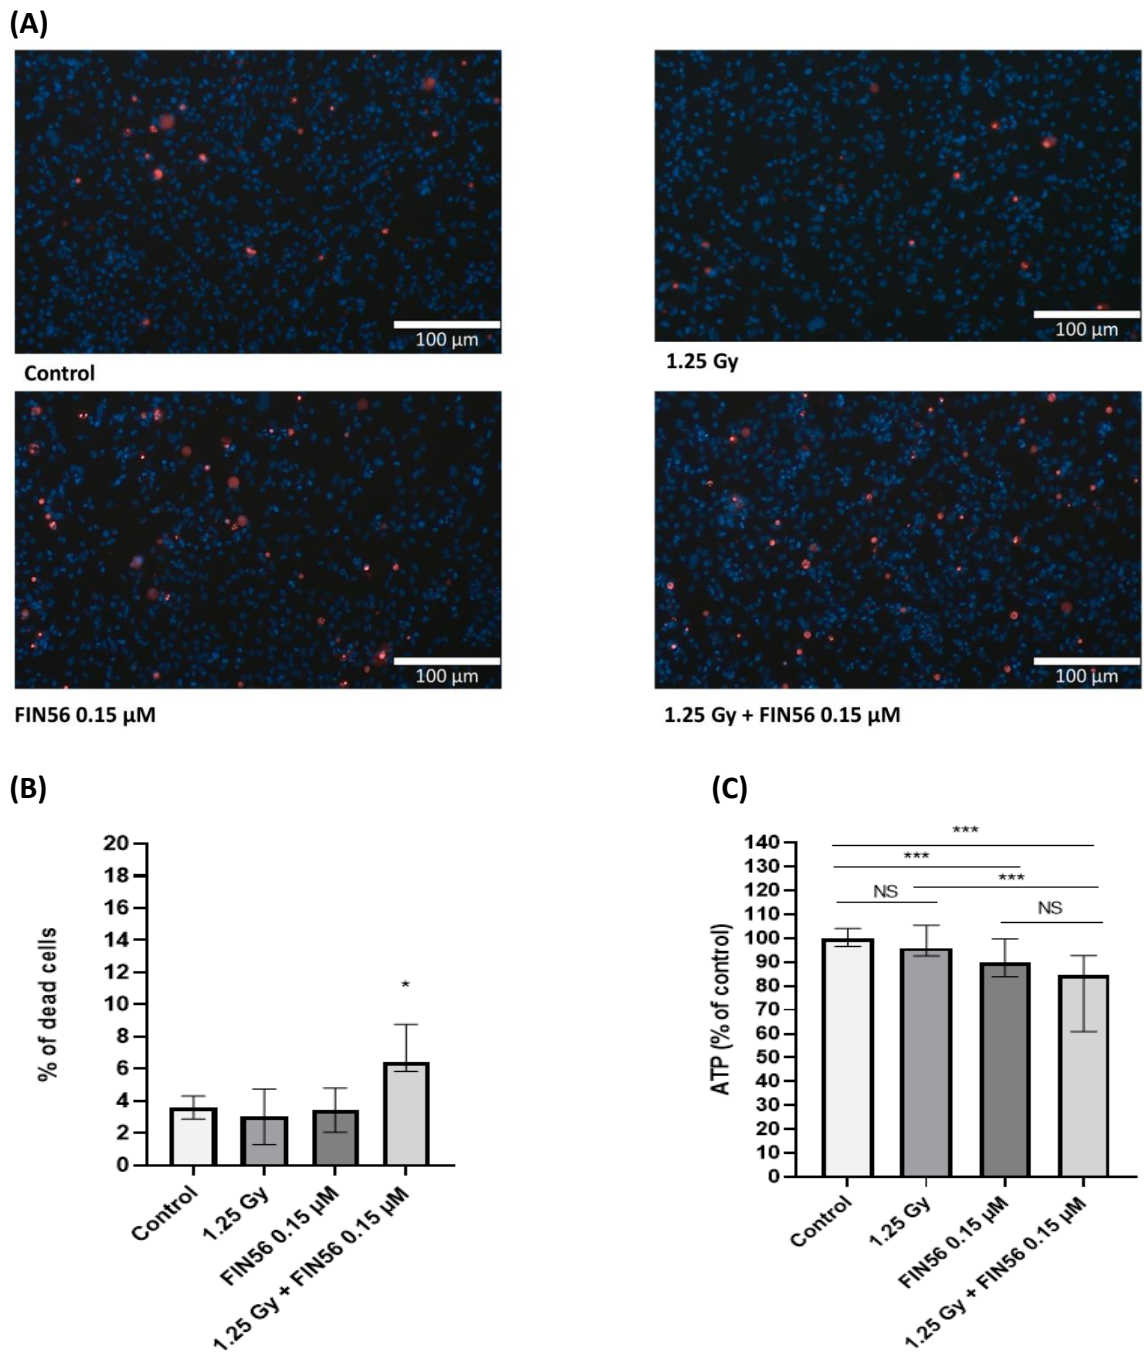 (A)
100 µm
100 µm
Control
1.25 Gy
100 µm
100 µm
FIN56 0.15 µM
1.25 Gy + FIN56 0.15 µM
(B)
(C)
% of dead cells
20
18
16
14
12
10
8
6
4
2
0
*
Control
1.25 Gy
FIN56 0.15 µM
1.25 Gy + FIN56 0.15 µM
ATP (% of control)
140
130
120
110
100
90
80
70
60
50
40
30
20
10
0
***
***
***
NS
NS
Control
1.25 Gy
FIN56 0.15 µM
1.25 Gy + FIN56 0.15 µM